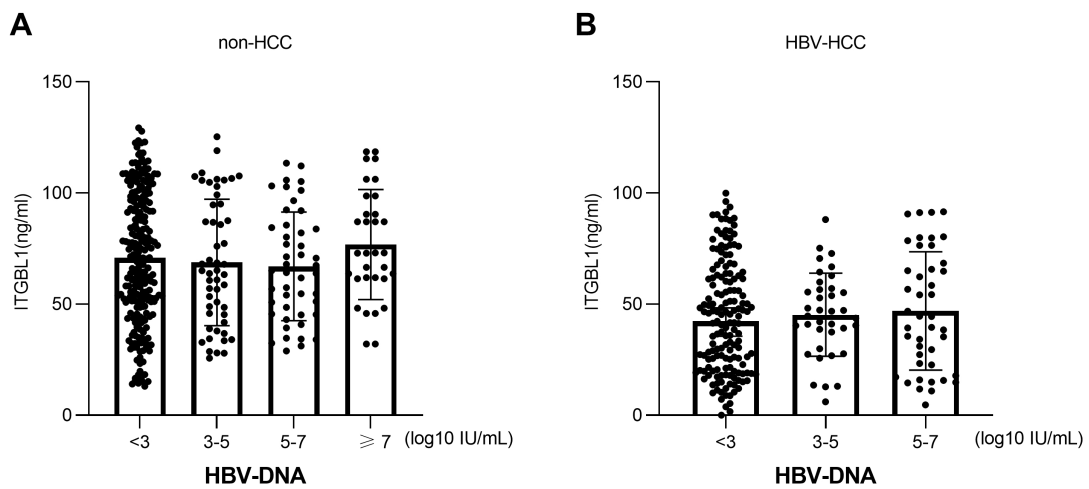 A
non-HCC
150
100
50
0
ITGBL1(ng/ml)
<3 3-5 5-7 ⩾ 7 (log10 IU/mL)
HBV-DNA
B
HBV-HCC
150
100
50
0
ITGBL1(ng/ml)
<3 3-5 5-7 (log10 IU/mL)
HBV-DNA